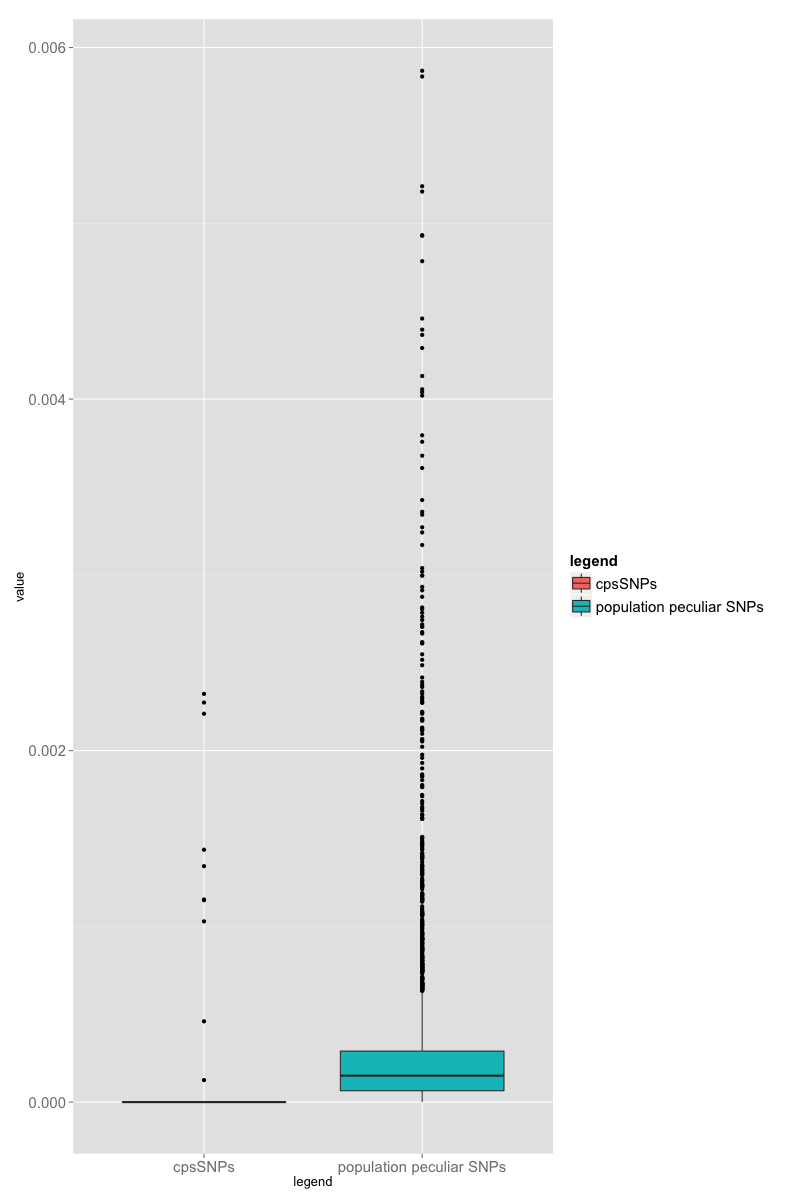 0.006
0.004
0.002
0.000
value
cpsSNPs
population peculiar SNPs
legend
legend
cpsSNPs
population peculiar SNPs